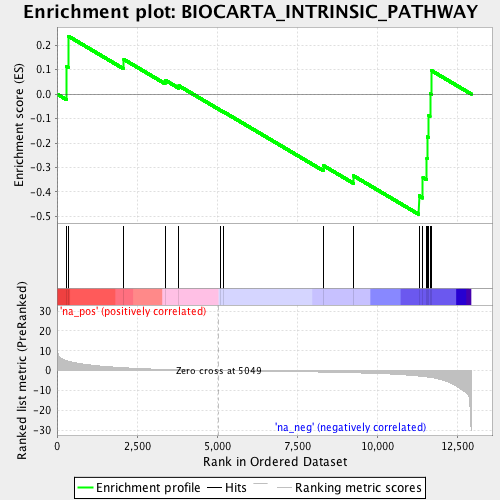 Enrichment plot: BIOCARTA_INTRINSIC_PATHWAY
Enrichment score (ES)
0.2
0.1
0.0
-0.1
-0.2
-0.3
-0.4
-0.5
Ranked list metric (PreRanked)
30
20
10
0
-10
-20
-30
'na_pos' (positively correlated)
Zero cross at 5049
'na_neg' (negatively correlated)
0
2,500
5,000
7,500
10,000
12,500
Rank in Ordered Dataset
Enrichment profile
Hits
Ranking metric scores